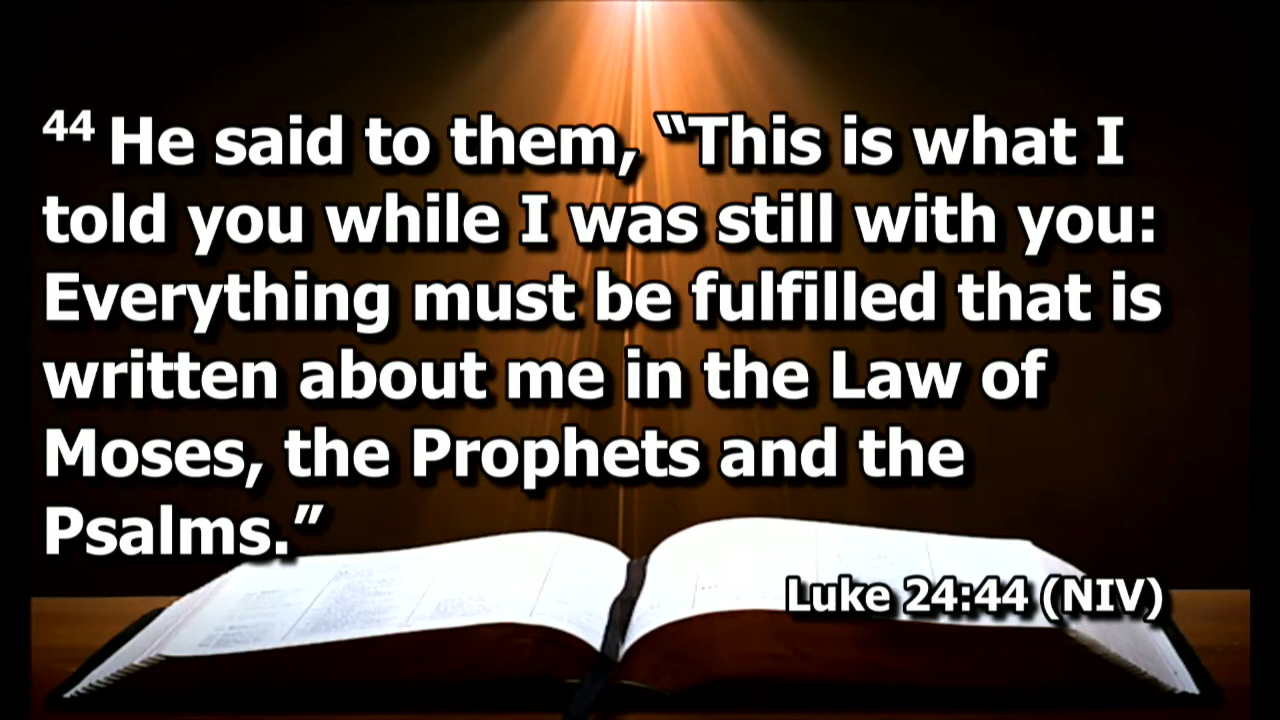 44 He said to them, “This is what I
told you while I was still with you:
Everything must be fulfilled that is
written about me in the Law of
Moses, the Prophets and the
Psalms.”
Luke 24:44 (NIV)